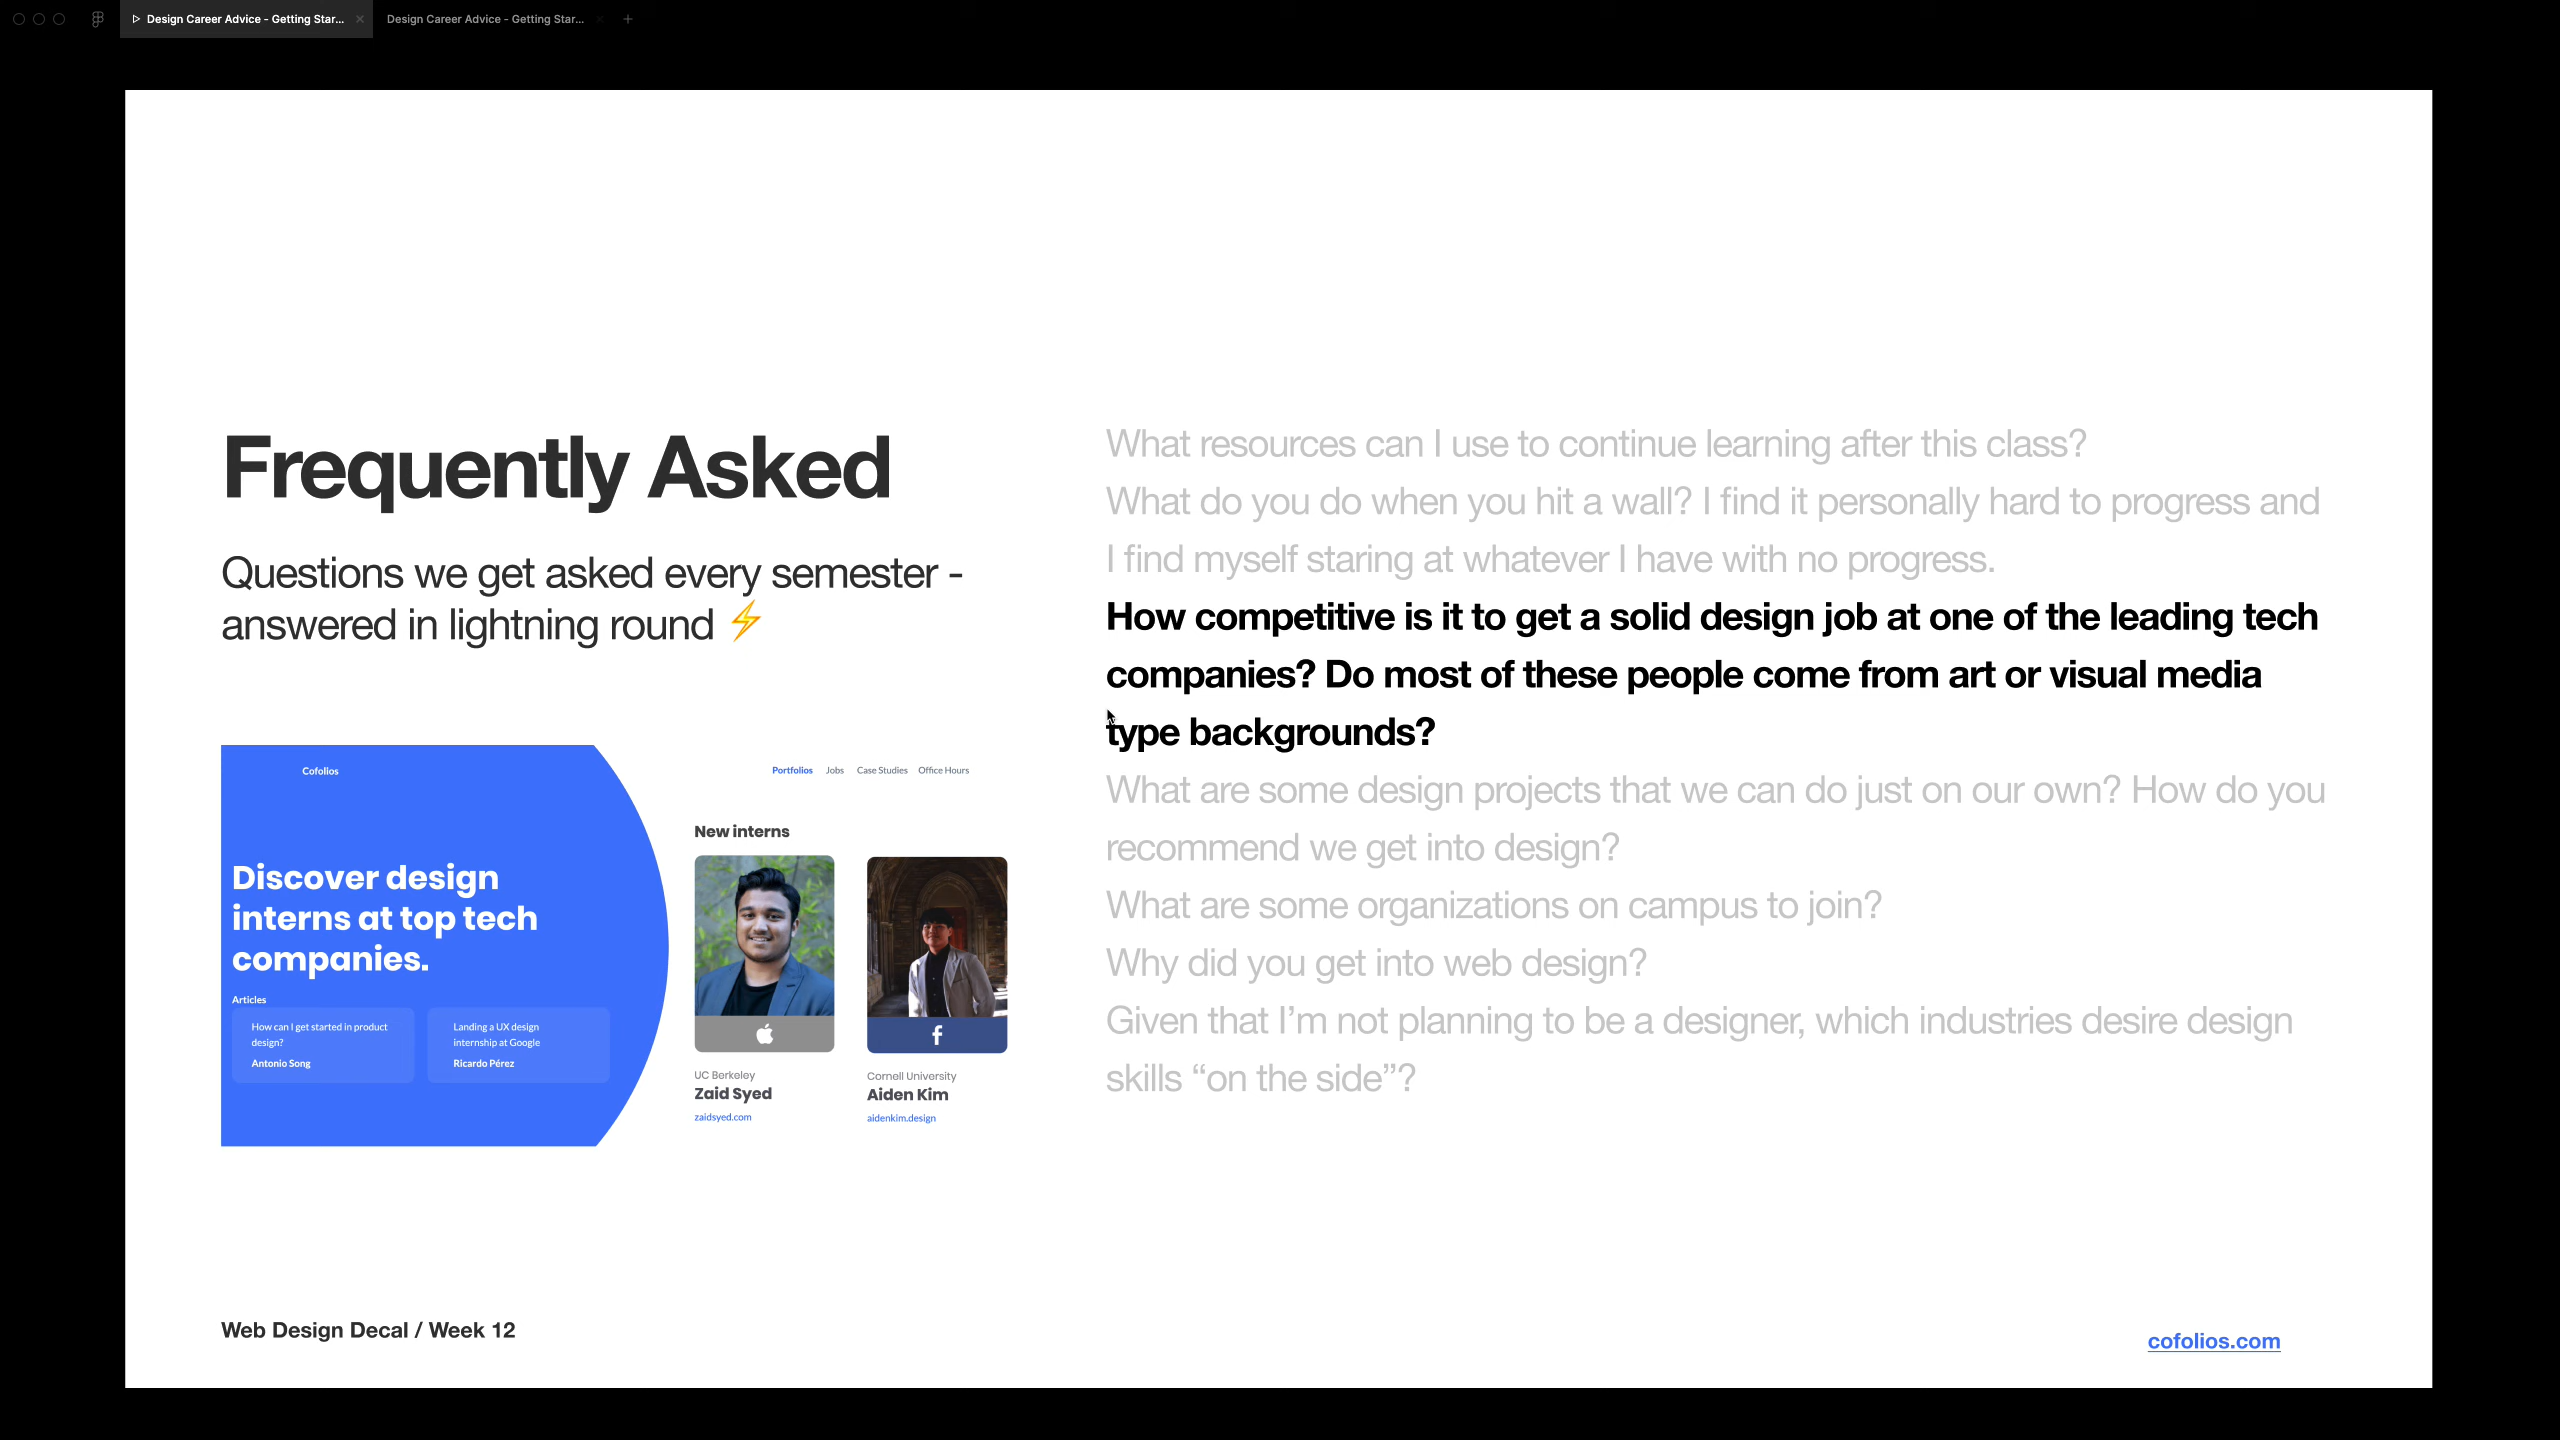 Design Career Advice - Getting Star...
Design Career Advice - Getting Star...
Frequently Asked
Questions we get asked every semester -
answered in lightning round ⚡
Cofolios
Portfolios Jobs Case Studies Office Hours
Discover design
interns at top tech
companies.
Articles
How can I get started in product
design?
Antonio Song
Landing a UX design
internship at Google
Ricardo Pérez
New interns
UC Berkeley
Zaid Syed
zaidsyed.com
Cornell University
Aiden Kim
aidenkim.design
What resources can I use to continue learning after this class?
What do you do when you hit a wall? I find it personally hard to progress and
I find myself staring at whatever I have with no progress.
How competitive is it to get a solid design job at one of the leading tech
companies? Do most of these people come from art or visual media
type backgrounds?
What are some design projects that we can do just on our own? How do you
recommend we get into design?
What are some organizations on campus to join?
Why did you get into web design?
Given that I’m not planning to be a designer, which industries desire design
skills “on the side”?
Web Design Decal / Week 12
cofolios.com